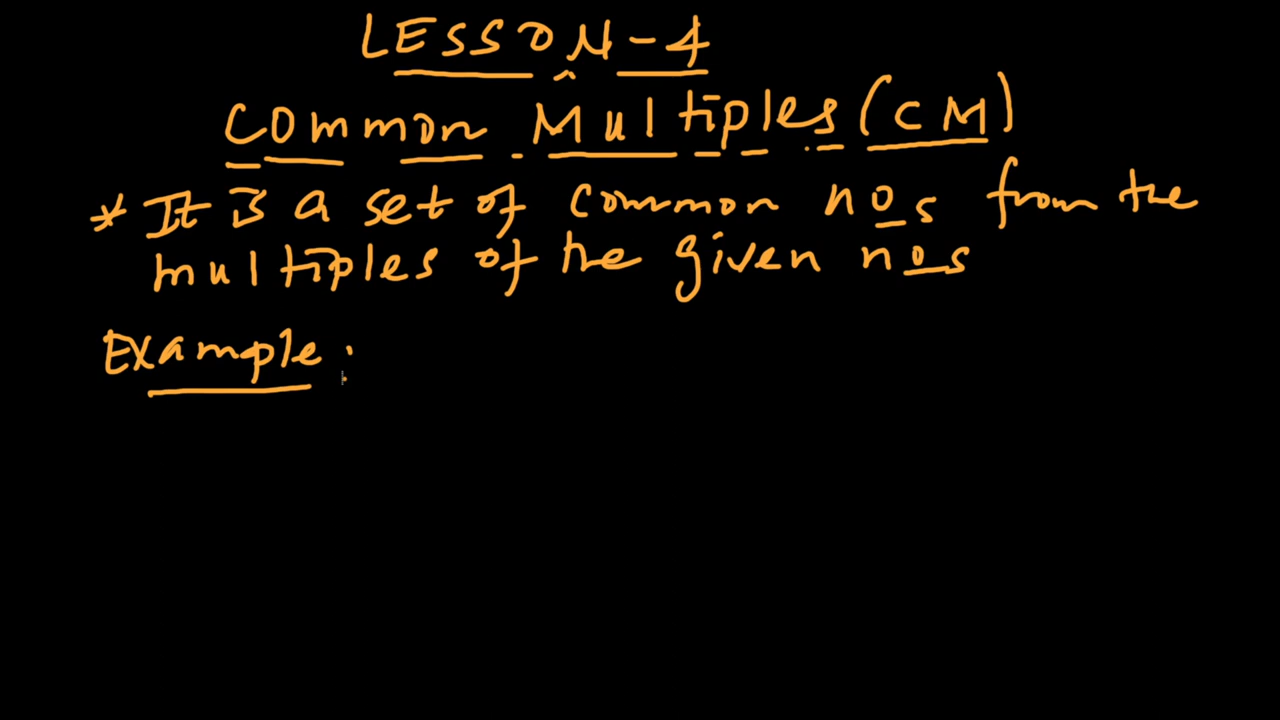 LESSON-4
Common Multiples (CM)
* It is a set of common nos from the
multiples of the given nos
Example: